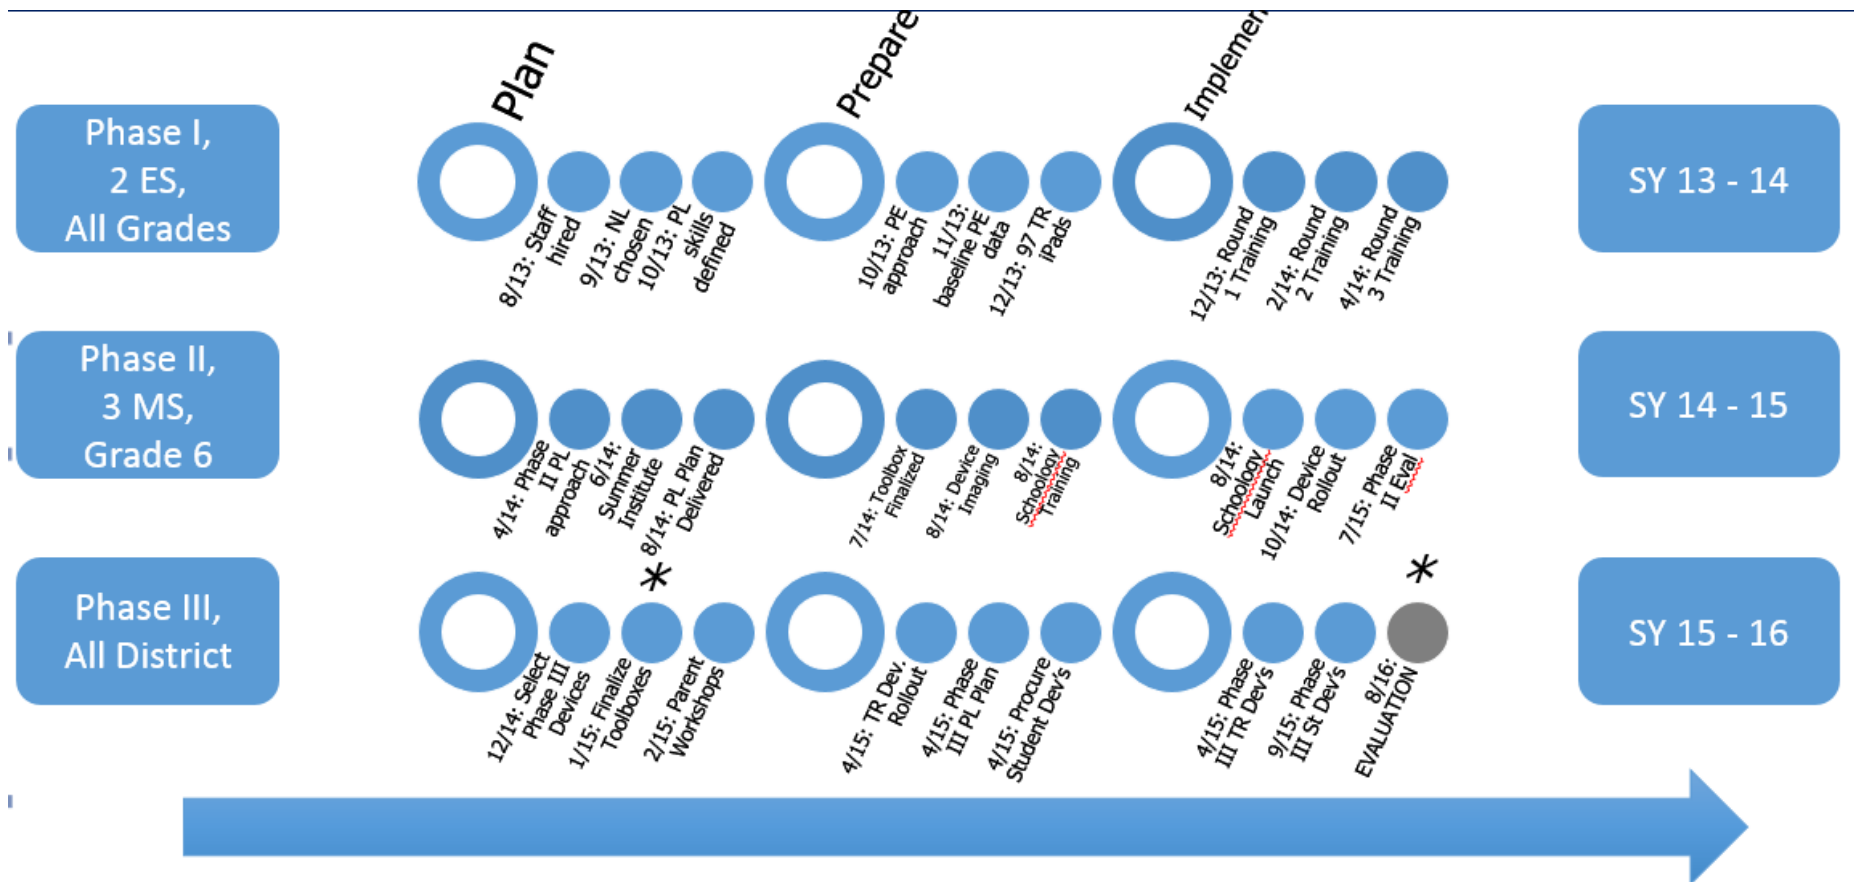 Plan
Prepare
Implemen
Phase I,
2 ES,
All Grades
8/13: Staff
hired
9/13: NL
chosen
10/13: PL
skills
defined
10/13: PE
approach
11/13:
baseline PE
data
12/13: 97 TR
iPads
12/13: Round
1 Training
2/14: Round
2 Training
4/14: Round
3 Training
SY 13 - 14
Phase II,
3 MS,
Grade 6
4/14: Phase
II PL
approach
6/14:
Summer
Institute
8/14: PL Plan
Delivered
7/14: Toolbox
Finalized
8/14: Device
Imaging
8/14:
Schoology
Training
8/14:
Schoology
Launch
10/14: Device
Rollout
7/15: Phase
II Eval
SY 14 - 15
Phase III,
All District
12/14: Select
Phase III
Devices
*
1/15: Finalize
Toolboxes
2/15: Parent
Workshops
4/15: TR Dev.
Rollout
4/15: Phase
III PL Plan
4/15: Procure
Student Dev's
4/15: Phase
III TR Dev's
9/15: Phase
III St Dev's
*
8/16:
EVALUATION
SY 15 - 16